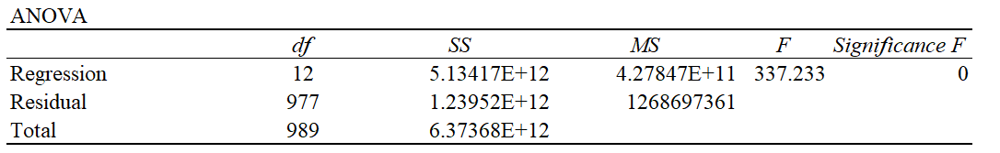 ANOVA
df SS MS F Significance F
Regression 12 5.13417E+12 4.27847E+11 337.233 0
Residual 977 1.23952E+12 1268697361
Total 989 6.37368E+12